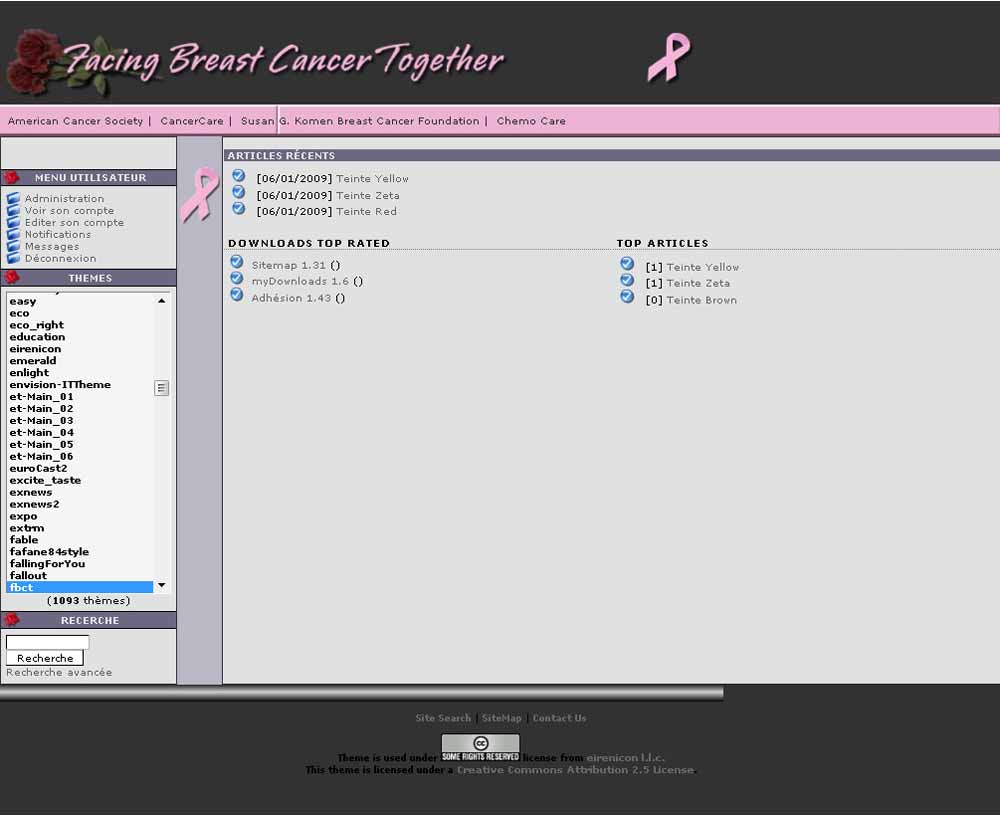 Facing Breast Cancer Together
American Cancer Society | CancerCare | Susan G. Komen Breast Cancer Foundation | Chemo Care
MENU UTILISATEUR
Administration
Voir son compte
Editer son compte
Notifications
Messages
Déconnexion
THEMES
easy
eco
eco_right
education
eirenicon
emerald
enlight
envision-ITTheme
et-Main_01
et-Main_02
et-Main_03
et-Main_04
et-Main_05
et-Main_06
euroCast2
excite_taste
exnews
exnews2
expo
extrm
fable
fafane84style
fallingForYou
fallout
fbct
(1093 thèmes)
RECERCHE
Recherche
Recherche avancée
ARTICLES RÉCENTS
[06/01/2009] Teinte Yellow
[06/01/2009] Teinte Zeta
[06/01/2009] Teinte Red
DOWNLOADS TOP RATED
Sitemap 1.31 ()
myDownloads 1.6 ()
Adhésion 1.43 ()
TOP ARTICLES
[1] Teinte Yellow
[1] Teinte Zeta
[0] Teinte Brown
Site Search | SiteMap | Contact Us
cc
SOME RIGHTS RESERVED
Theme is used under license from eirenicon l.l.c.
This theme is licensed under a Creative Commons Attribution 2.5 License.